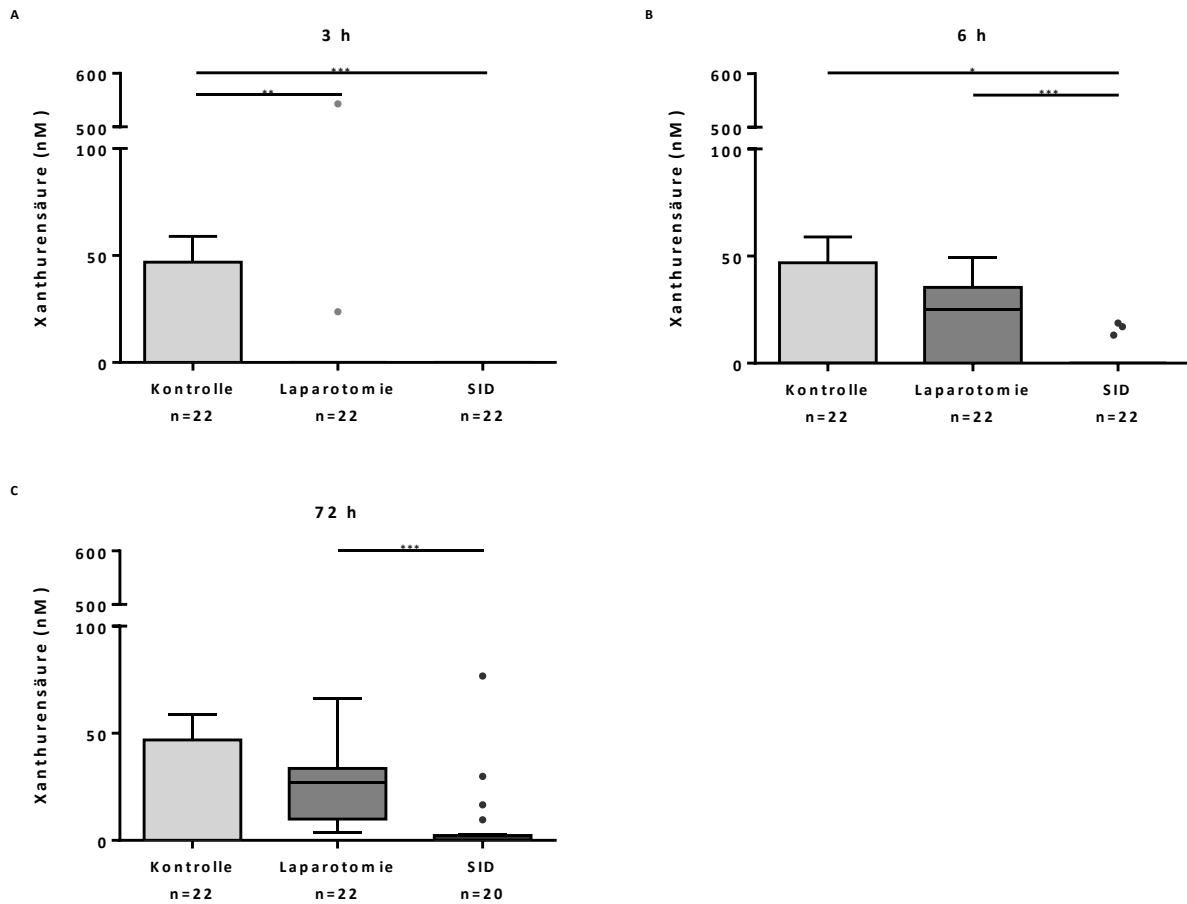 A
3 h
600
500
100
50
0
Xanthurensäure (nM)
***
**
Kontrolle Laparotomie SID
n=22 n=22 n=22
B
6 h
600
500
100
50
0
Xanthurensäure (nM)
*
***
Kontrolle Laparotomie SID
n=22 n=22 n=22
C
72 h
600
500
100
50
0
Xanthurensäure (nM)
***
Kontrolle Laparotomie SID
n=22 n=22 n=20